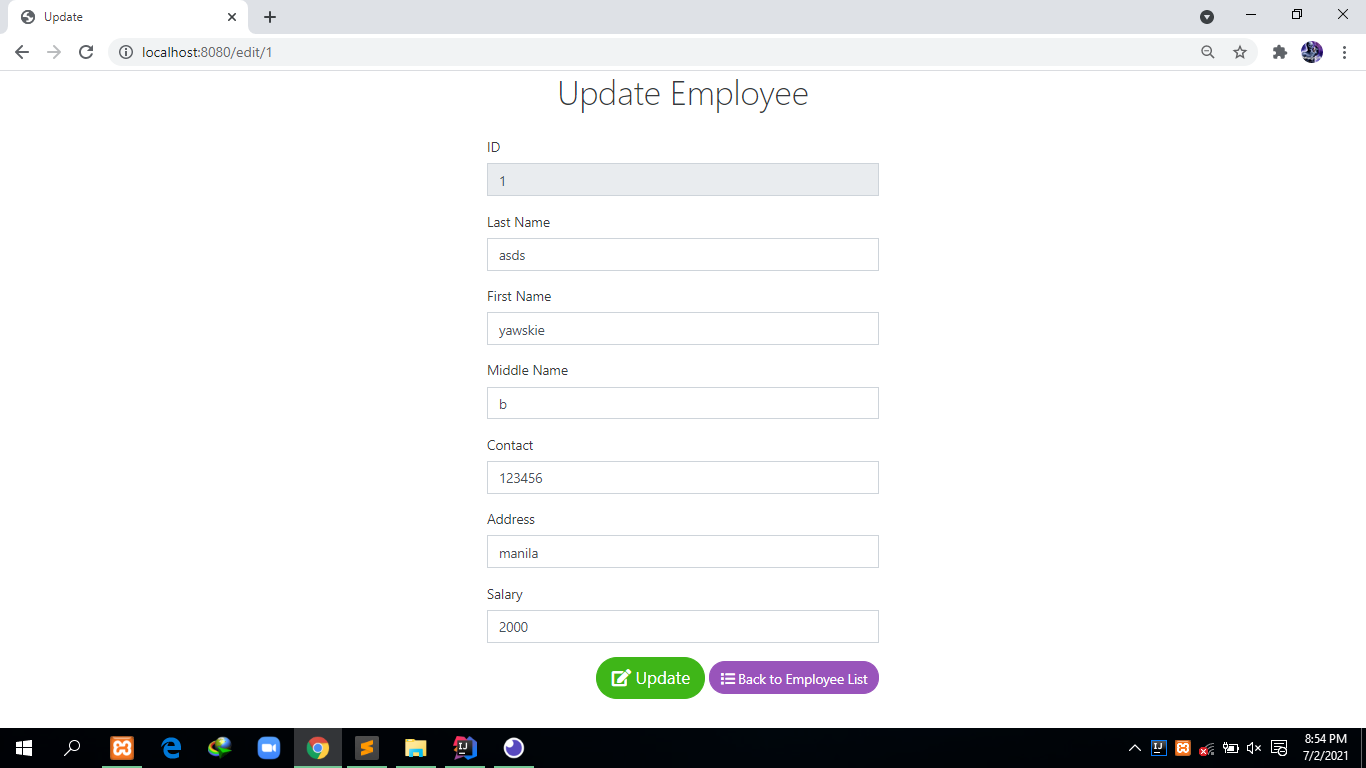 Update
localhost:8080/edit/1
Update Employee
ID
1
Last Name
asds
First Name
yawskie
Middle Name
b
Contact
123456
Address
manila
Salary
2000
Update Back to Employee List
8:54 PM
7/2/2021